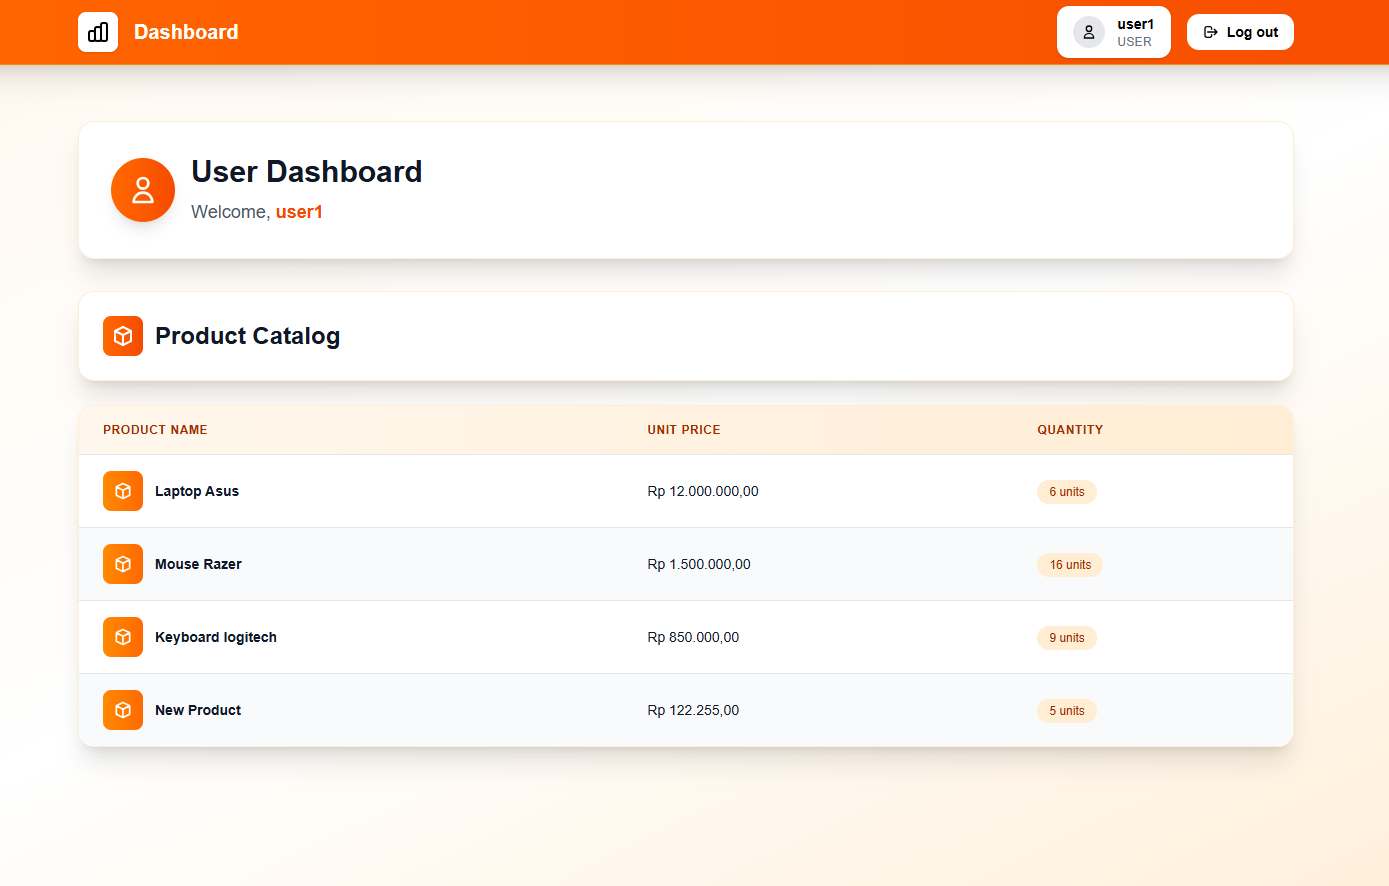 Dashboard
user1
USER
Log out
User Dashboard
Welcome, user1
Product Catalog
PRODUCT NAME UNIT PRICE QUANTITY
Laptop Asus Rp 12.000.000,00 6 units
Mouse Razer Rp 1.500.000,00 16 units
Keyboard logitech Rp 850.000,00 9 units
New Product Rp 122.255,00 5 units